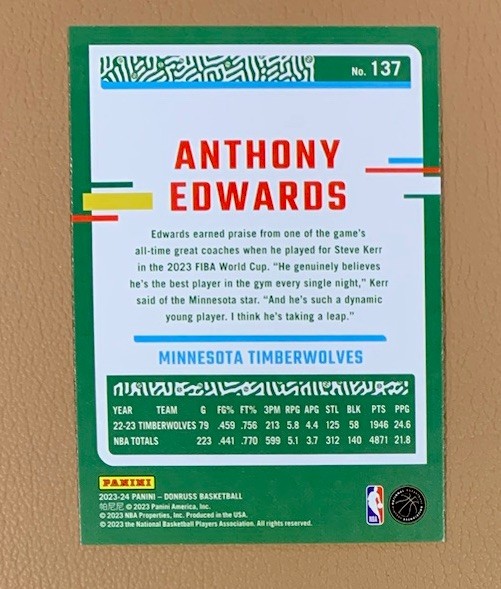 No. 137
ANTHONY
EDWARDS
Edwards earned praise from one of the game's
all-time great coaches when he played for Steve Kerr
in the 2023 FIBA World Cup. “He genuinely believes
he's the best player in the gym every single night,” Kerr
said of the Minnesota star. “And he's such a dynamic
young player. I think he's taking a leap.”
MINNESOTA TIMBERWOLVES
YEAR TEAM G FG% FT% 3PM RPG APG STL BLK PTS PPG
22-23 TIMBERWOLVES 79 .459 .756 213 5.8 4.4 125 58 1946 24.6
NBA TOTALS 223 .441 .770 599 5.1 3.7 312 140 4871 21.8
PANINI
2023-24 PANINI – DONRUSS BASKETBALL
帕尼尼 © 2023 Panini America, Inc.
© 2023 NBA Properties, Inc. Produced in the USA.
© 2023 the National Basketball Players Association. All rights reserved.
NBA